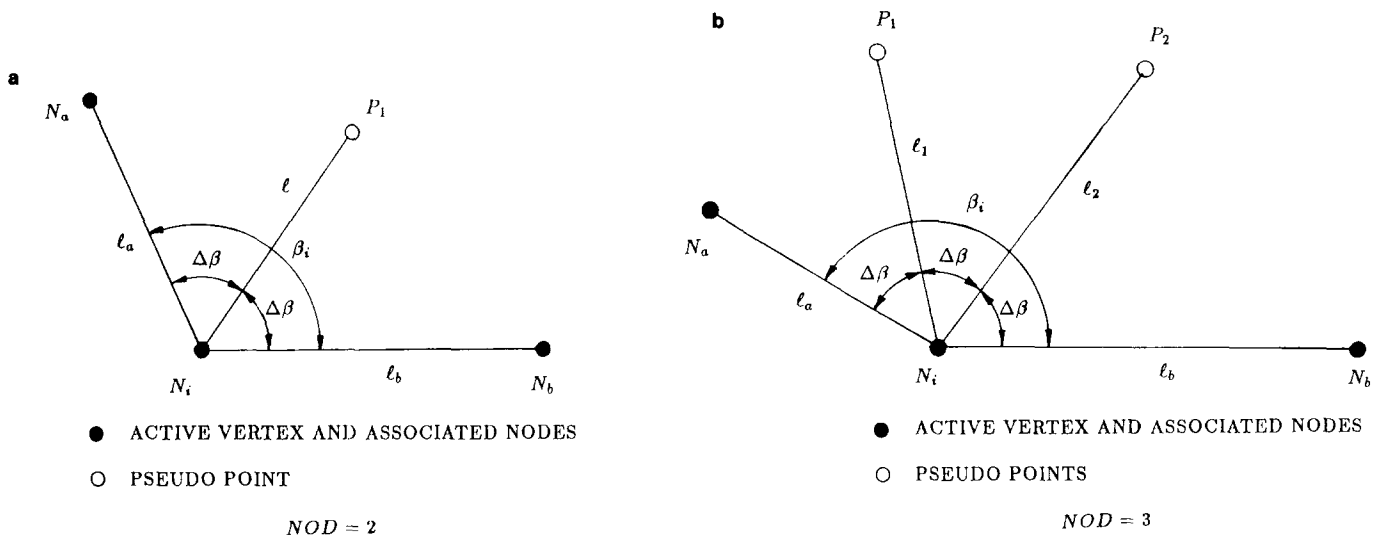 a
N_a
P_1
ℓ
ℓ_a
β_i
Δβ
Δβ
N_i
ℓ_b
N_b
● ACTIVE VERTEX AND ASSOCIATED NODES
○ PSEUDO POINT
NOD = 2
b
P_1
P_2
ℓ_1
ℓ_2
N_a
β_i
Δβ
Δβ
ℓ_a
Δβ
N_i
ℓ_b
N_b
● ACTIVE VERTEX AND ASSOCIATED NODES
○ PSEUDO POINTS
NOD = 3